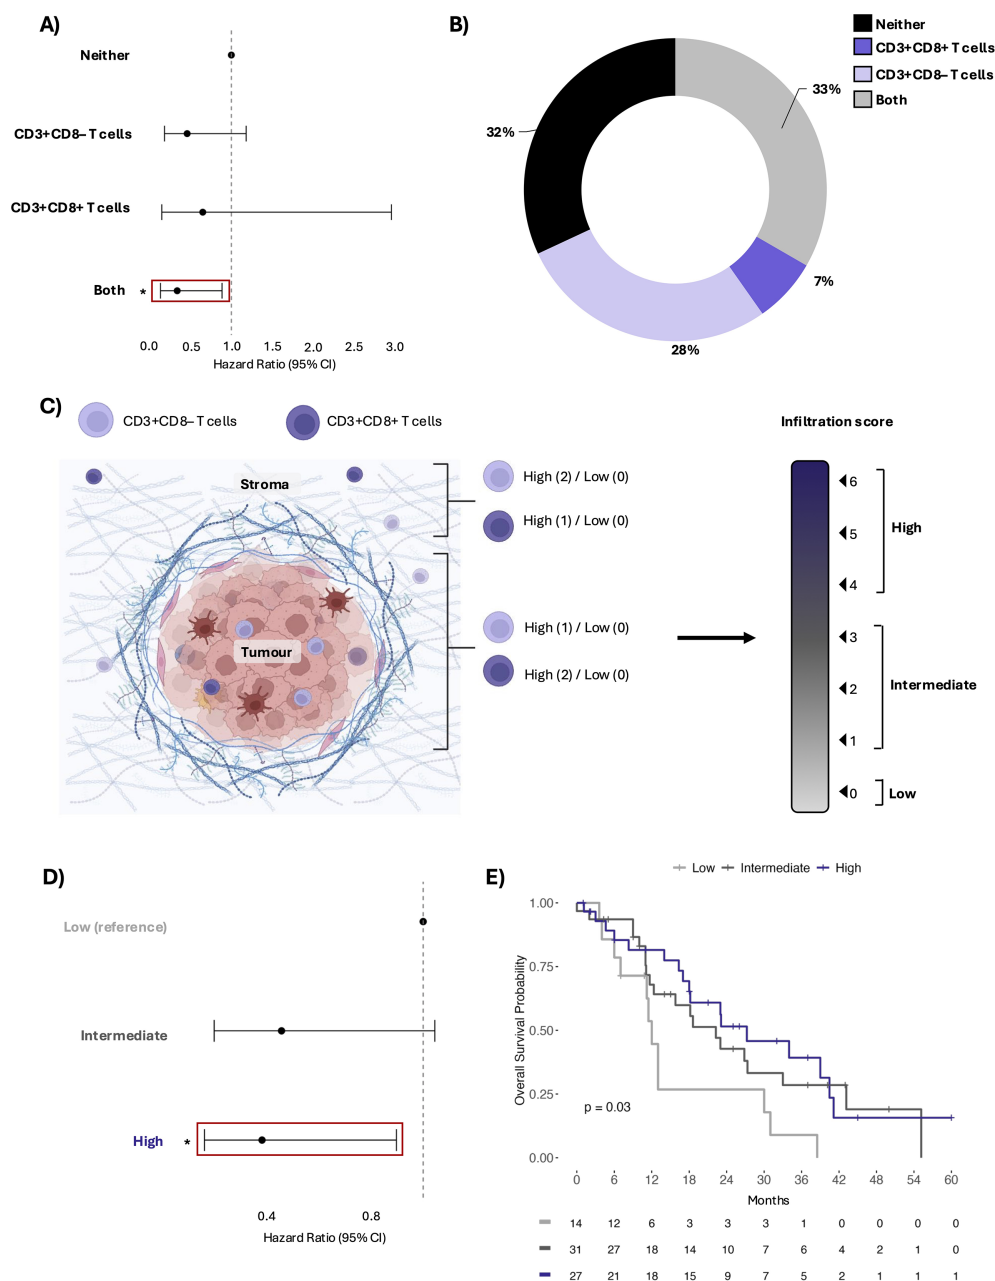 A)
Neither
CD3+CD8– T cells
CD3+CD8+ T cells
Both
*
0.0 0.5 1.0 1.5 2.0 2.5 3.0
Hazard Ratio (95% CI)
B)
Neither
CD3+CD8+ T cells
CD3+CD8– T cells
Both
33%
32%
7%
28%
C)
CD3+CD8– T cells
CD3+CD8+ T cells
Stroma
Tumour
High (2) / Low (0)
High (1) / Low (0)
High (1) / Low (0)
High (2) / Low (0)
Infiltration score
6
5
4
3
2
1
0
High
Intermediate
Low
D)
Low (reference)
Intermediate
High
*
0.4 0.8
Hazard Ratio (95% CI)
E)
Low Intermediate High
Overall Survival Probability
1.00
0.75
0.50
0.25
0.00
p = 0.03
0 6 12 18 24 30 36 42 48 54 60
Months
14 12 6 3 3 3 1 0 0 0 0
31 27 18 14 10 7 6 4 2 1 0
27 21 18 15 9 7 5 2 1 1 1